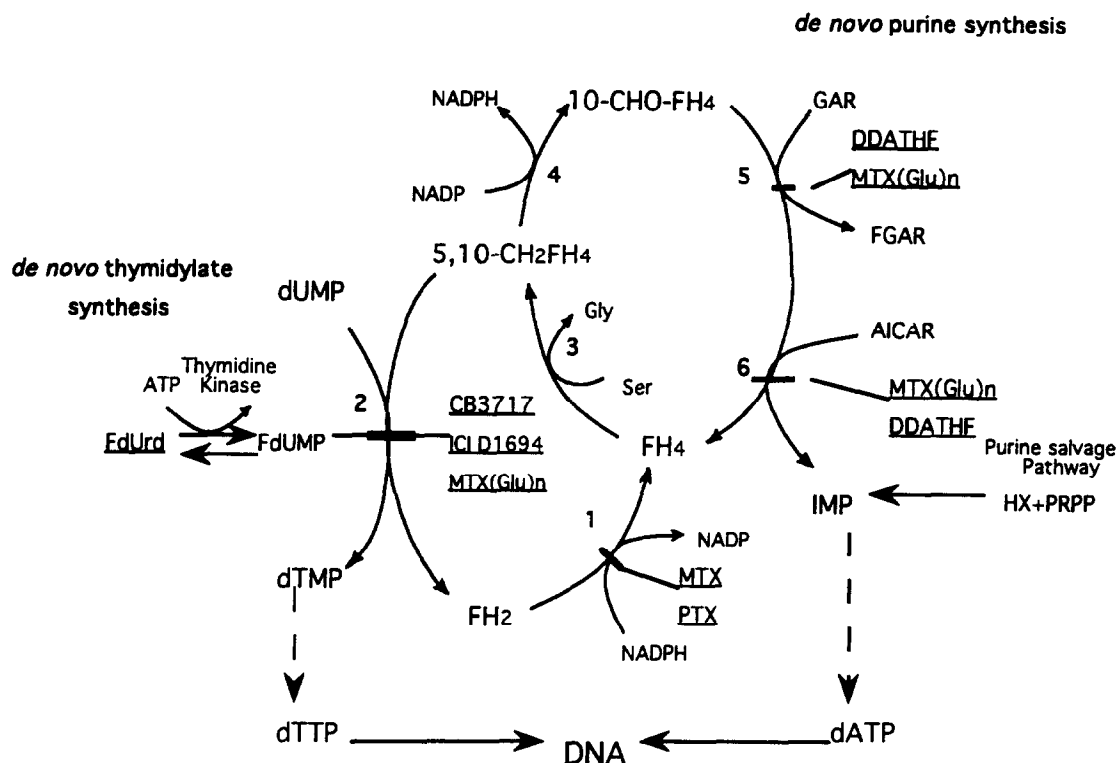 de novo purine synthesis
NADPH
10-CHO-FH4
GAR
DDATHF
MTX(Glu)n
4
5
NADP
FGAR
5,10-CH2FH4
de novo thymidylate
synthesis
dUMP
Gly
3
AICAR
Ser
6
Thymidine
Kinase
ATP
2
CB3717
MTX(Glu)n
DDATHF
FdUrd
FdUMP
ICI D1694
FH4
MTX(Glu)n
Purine salvage
Pathway
IMP
HX+PRPP
1
NADP
dTMP
MTX
FH2
PTX
NADPH
dTTP
DNA
dATP